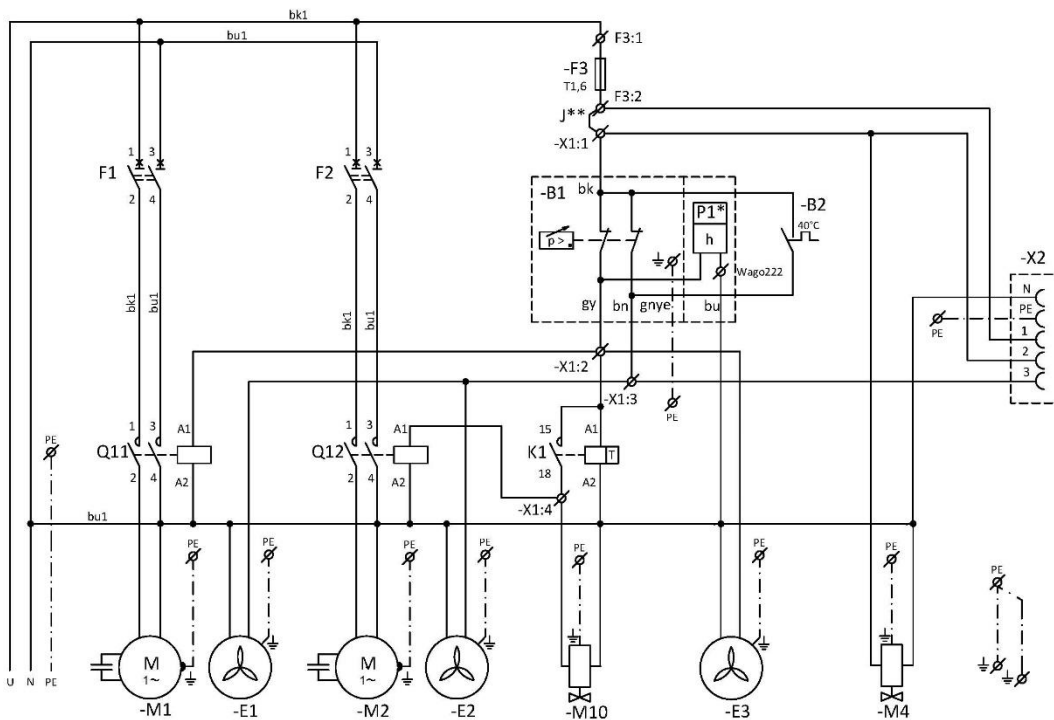 bk1
bu1
F3:1
-F3
T1,6
F3:2
J**
-X1:1
1 3
F1
2 4
1 3
F2
2 4
-B1
bk
P1*
h
-B2
40°C
p >
Wago222
-X2
N
PE
1
2
3
PE
bk1
bu1
bk1
bu1
gy
bn
gnye
bu
-X1:2
-X1:3
PE
PE
1 3
Q11
2 4
A1
A2
1 3
Q12
2 4
A1
A2
15
K1
18
A1
T
A2
-X1:4
bu1
PE
PE
PE
PE
PE
PE
PE
PE
U N PE
M
1~
M
1~
-M1
-E1
-M2
-E2
-M10
-E3
-M4